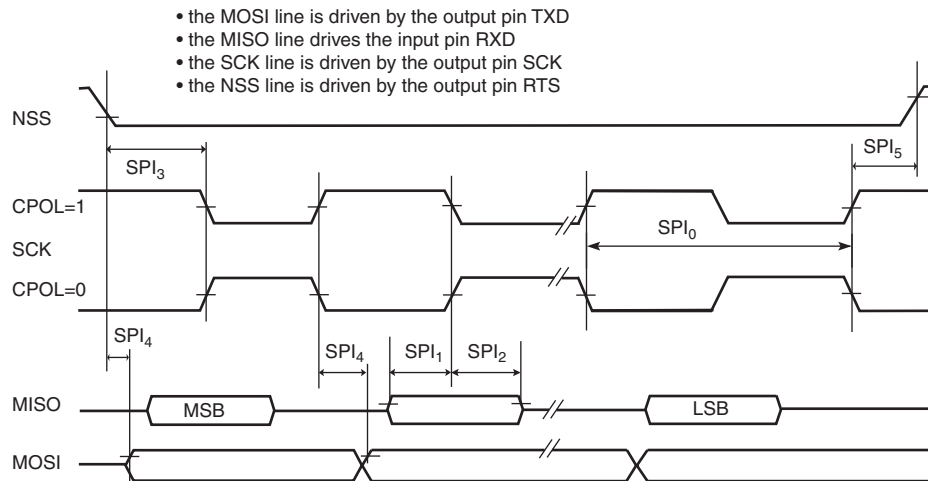 • the MOSI line is driven by the output pin TXD
• the MISO line drives the input pin RXD
• the SCK line is driven by the output pin SCK
• the NSS line is driven by the output pin RTS
NSS
SPI3
SPI5
CPOL=1
SCK
SPI0
CPOL=0
SPI4
SPI4
SPI1
SPI2
MISO
MSB
LSB
MOSI